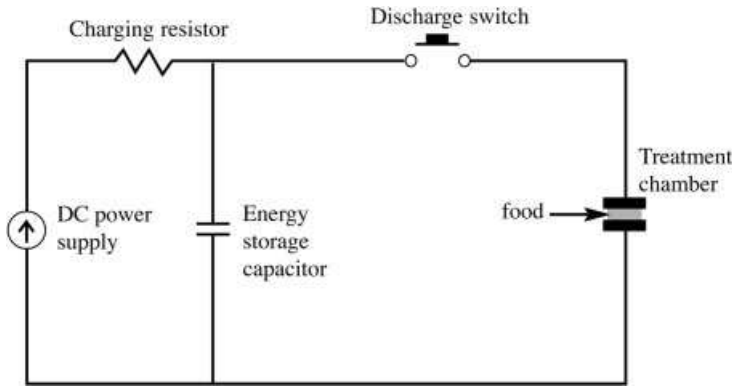 Discharge switch
Charging resistor
Treatment
chamber
food
DC power
supply
Energy
storage
capacitor